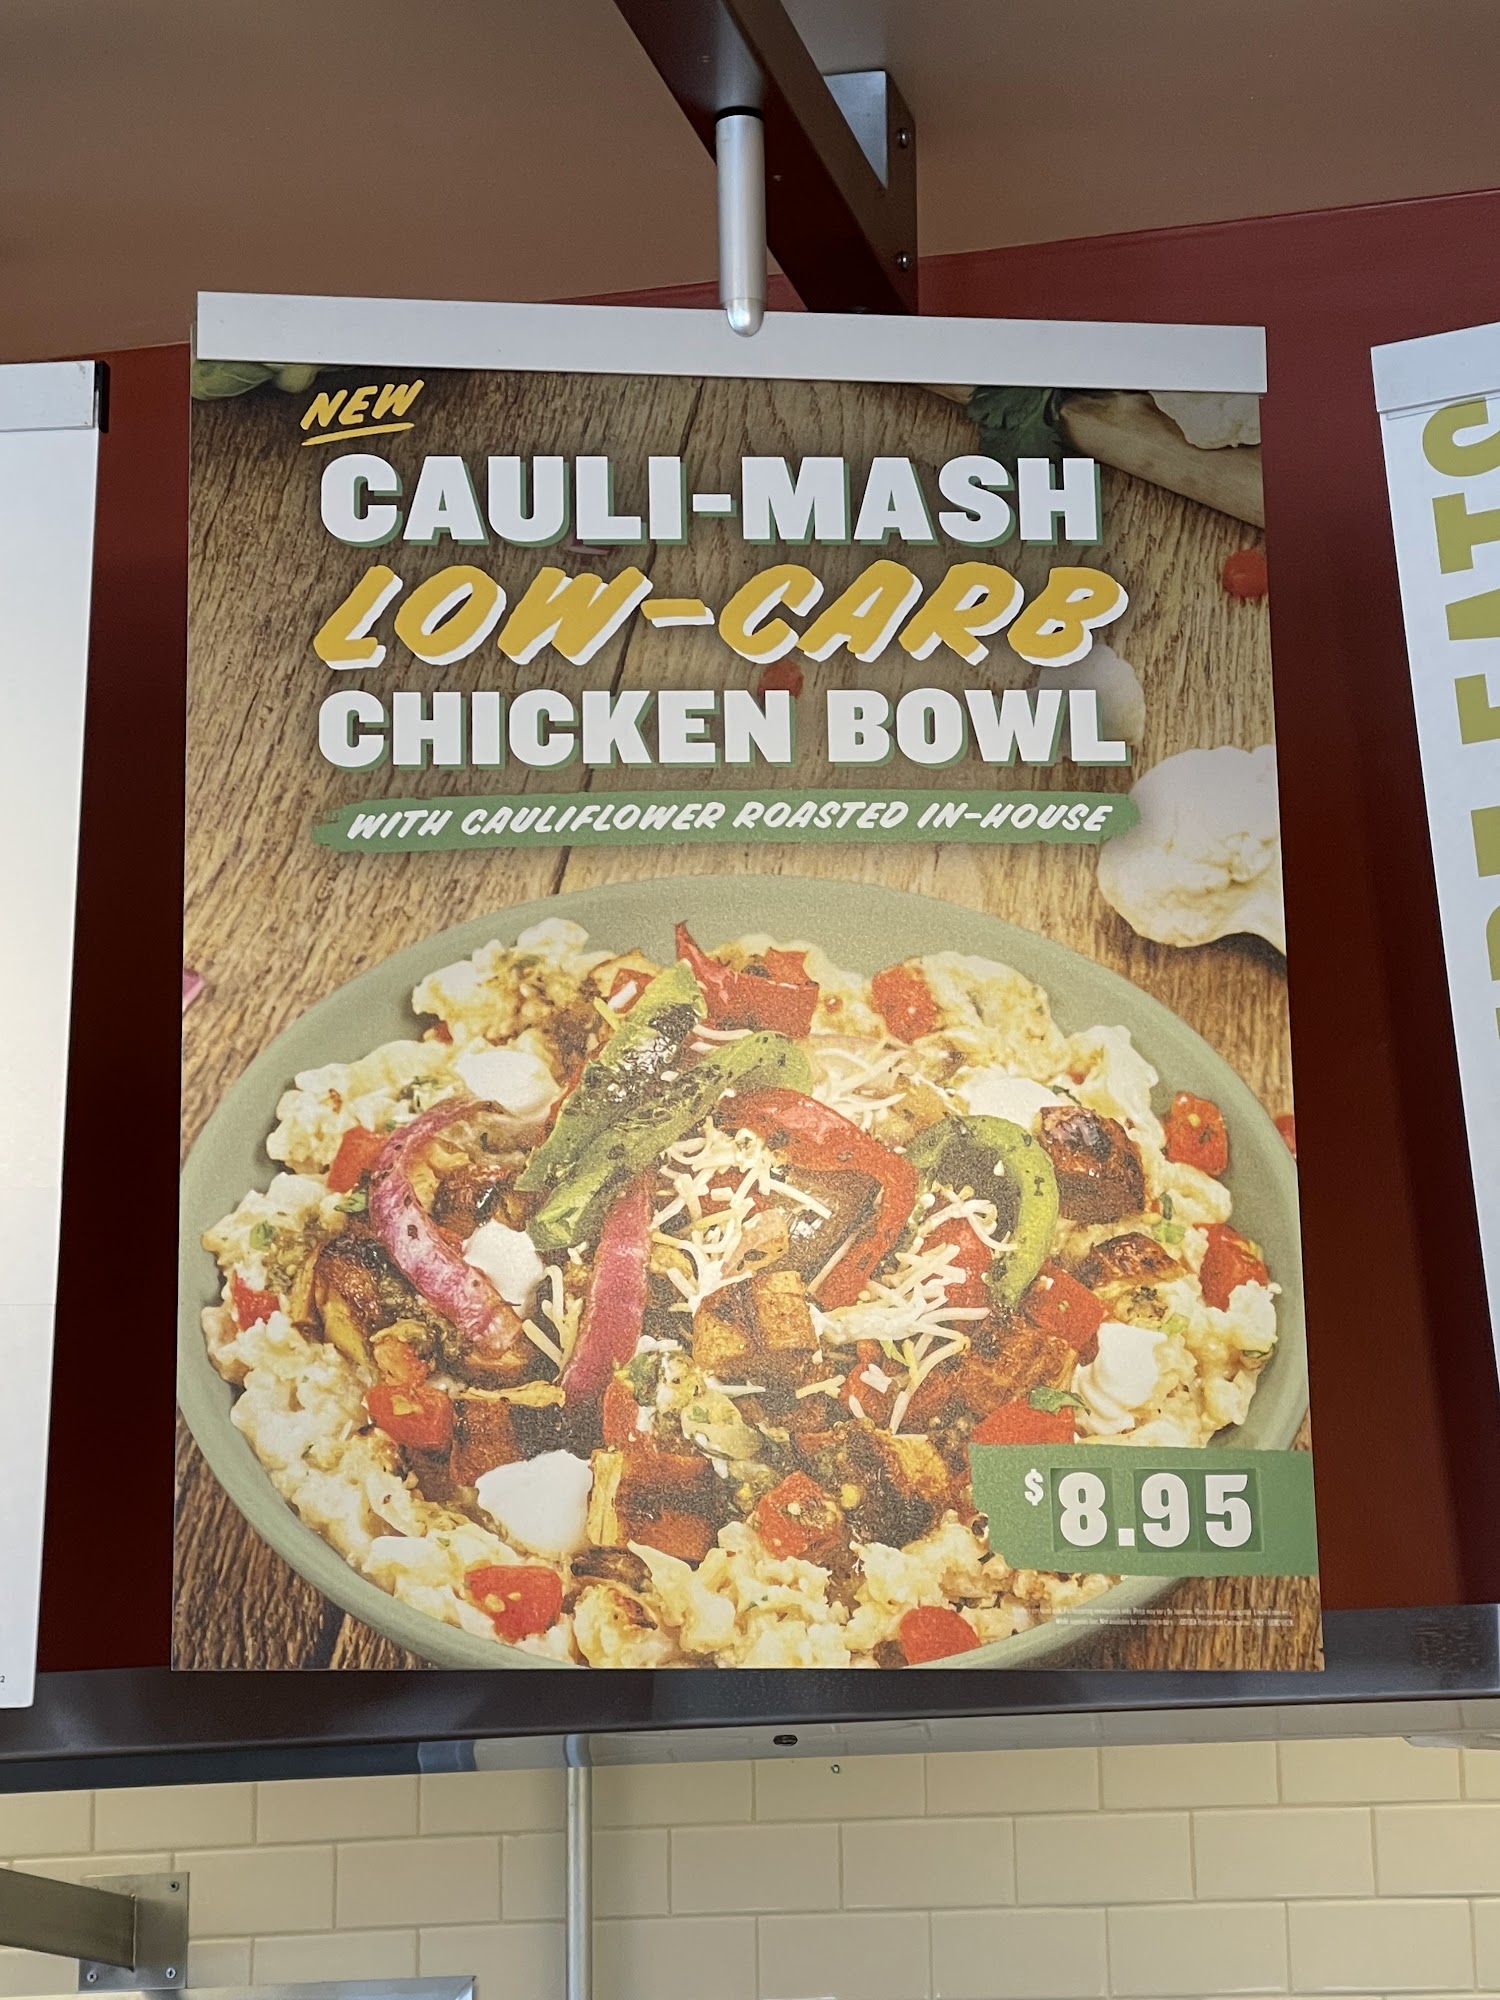 NEW
CAULI-MASH
LOW-CARB
CHICKEN BOWL
WITH CAULIFLOWER ROASTED IN-HOUSE
$8.95